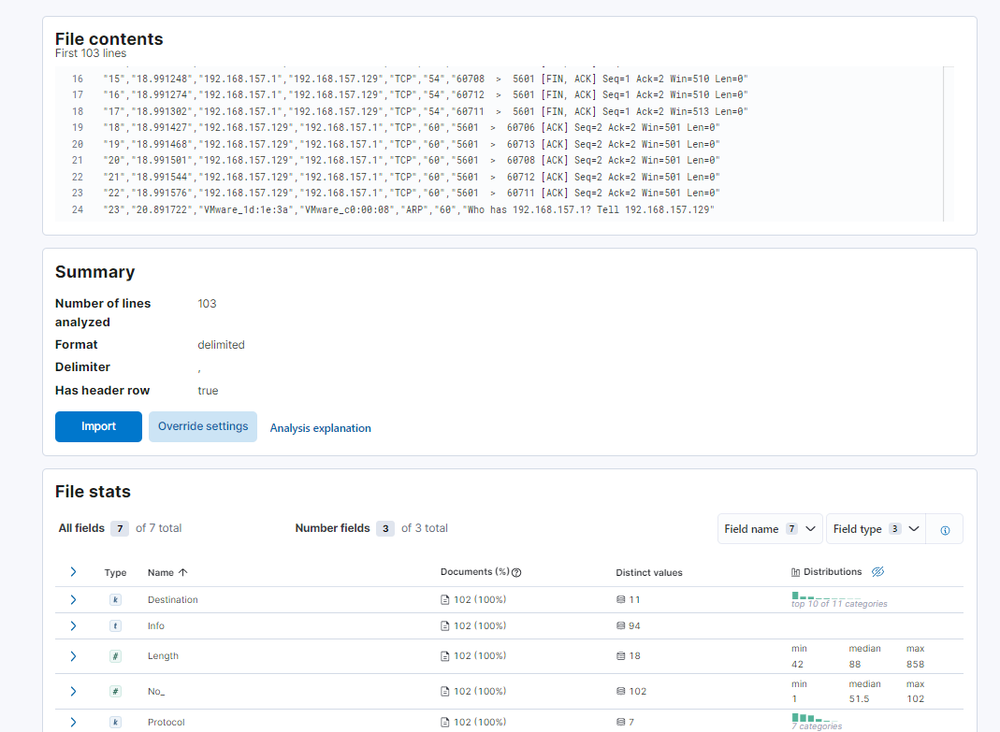 File contents
First 103 lines
16 "15","18.991248","192.168.157.1","192.168.157.129","TCP","54","60708  >  5601 [FIN, ACK] Seq=1 Ack=2 Win=510 Len=0"
17 "16","18.991274","192.168.157.1","192.168.157.129","TCP","54","60712  >  5601 [FIN, ACK] Seq=1 Ack=2 Win=510 Len=0"
18 "17","18.991302","192.168.157.1","192.168.157.129","TCP","54","60711  >  5601 [FIN, ACK] Seq=1 Ack=2 Win=513 Len=0"
19 "18","18.991427","192.168.157.129","192.168.157.1","TCP","60","5601  >  60706 [ACK] Seq=2 Ack=2 Win=501 Len=0"
20 "19","18.991468","192.168.157.129","192.168.157.1","TCP","60","5601  >  60713 [ACK] Seq=2 Ack=2 Win=501 Len=0"
21 "20","18.991501","192.168.157.129","192.168.157.1","TCP","60","5601  >  60708 [ACK] Seq=2 Ack=2 Win=501 Len=0"
22 "21","18.991544","192.168.157.129","192.168.157.1","TCP","60","5601  >  60712 [ACK] Seq=2 Ack=2 Win=501 Len=0"
23 "22","18.991576","192.168.157.129","192.168.157.1","TCP","60","5601  >  60711 [ACK] Seq=2 Ack=2 Win=501 Len=0"
24 "23","20.891722","VMware_1d:1e:3a","VMware_c0:00:08","ARP","60","Who has 192.168.157.1? Tell 192.168.157.129"
Summary
Number of lines analyzed 103
Format delimited
Delimiter ,
Has header row true
Import Override settings Analysis explanation
File stats
All fields 7 of 7 total Number fields 3 of 3 total Field name 7 Field type 3
Type Name Documents (%) Distinct values Distributions
k Destination 102 (100%) 11
top 10 of 11 categories
t Info 102 (100%) 94
# Length 102 (100%) 18 min median max
42 88 858
# No_ 102 (100%) 102 min median max
1 51.5 102
k Protocol 102 (100%) 7
7 categories